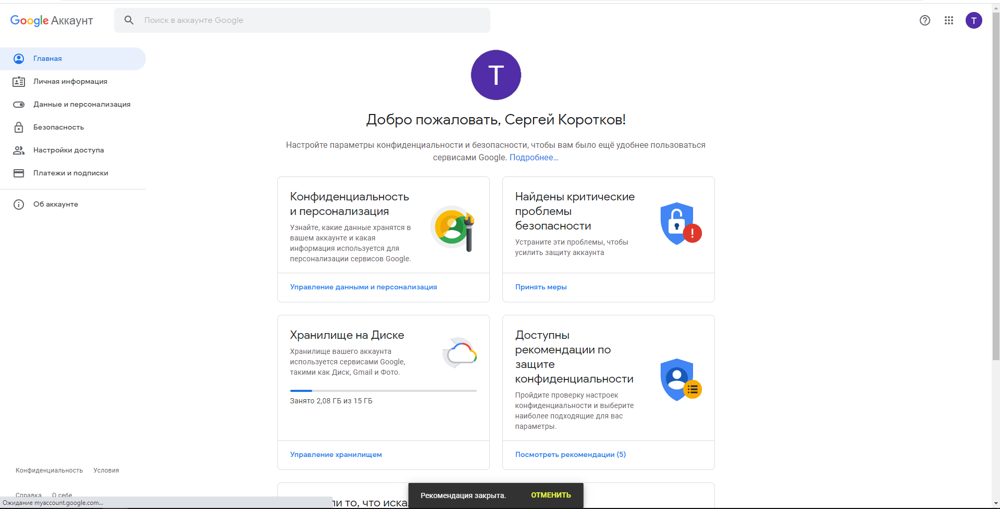 Google Аккаунт
Поиск в аккаунте Google
T
Главная
Личная информация
Данные и персонализация
Безопасность
Настройки доступа
Платежи и подписки
Об аккаунте
T
Добро пожаловать, Сергей Коротков!
Настройте параметры конфиденциальности и безопасности, чтобы вам было ещё удобнее пользоваться
сервисами Google. Подробнее…
Конфиденциальность
и персонализация
Узнайте, какие данные хранятся в
вашем аккаунте и какая
информация используется для
персонализации сервисов Google.
Управление данными и персонализация
Найдены критические
проблемы
безопасности
Устраните эти проблемы, чтобы
усилить защиту аккаунта
Принять меры
Хранилище на Диске
Хранилище вашего аккаунта
используется сервисами Google,
такими как Диск, Gmail и Фото.
Занято 2,08 ГБ из 15 ГБ
Управление хранилищем
Доступны
рекомендации по
защите
конфиденциальности
Пройдите проверку настроек
конфиденциальности и выберите
наиболее подходящие для вас
параметры.
Посмотреть рекомендации (5)
Конфиденциальность Условия
Справка О себе
Ожидание myaccount.google.com...
то, что
Рекомендация закрыта. ОТМЕНИТЬ